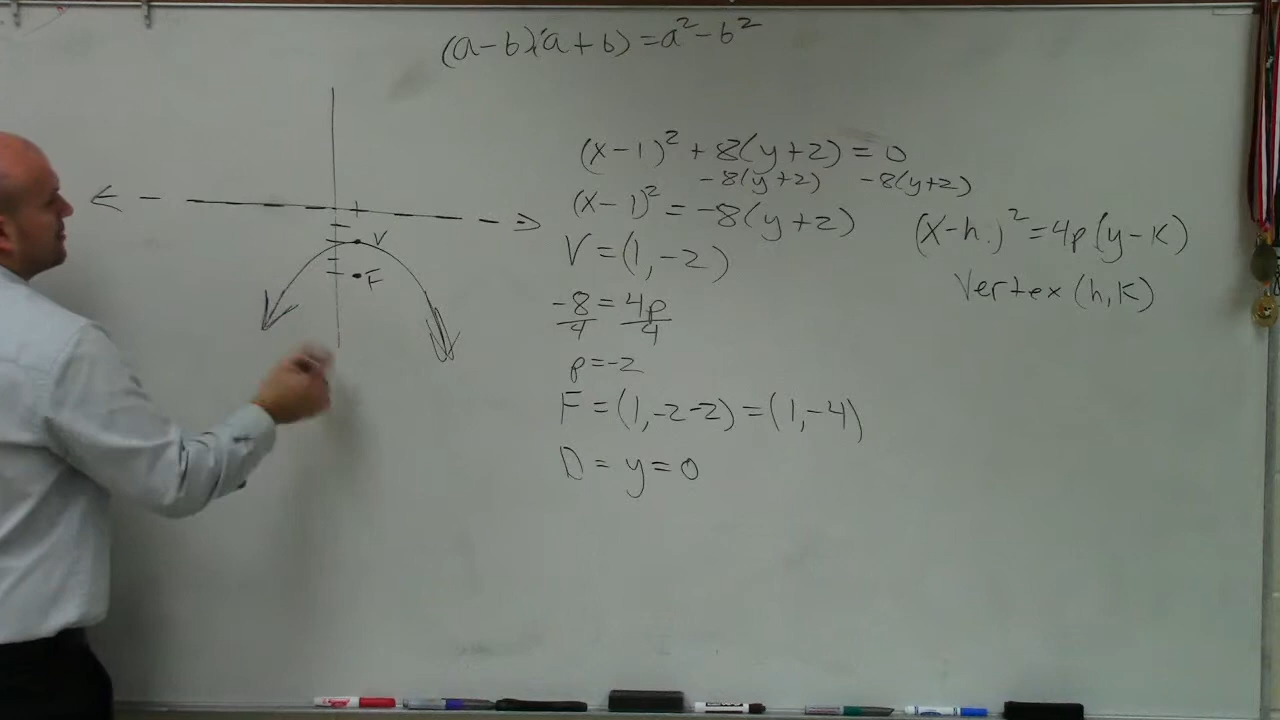 (a-b)(a+b)=a²-b²
(x-1)²+8(y+2)=0
-8(y+2) -8(y+2)
(x-1)²=-8(y+2)
(x-h)²=4p(y-k)
V=(1,-2)
Vertex (h,k)
-8/4=4p/4
p=-2
F=(1,-2-2)=(1,-4)
D=y=0
V
F